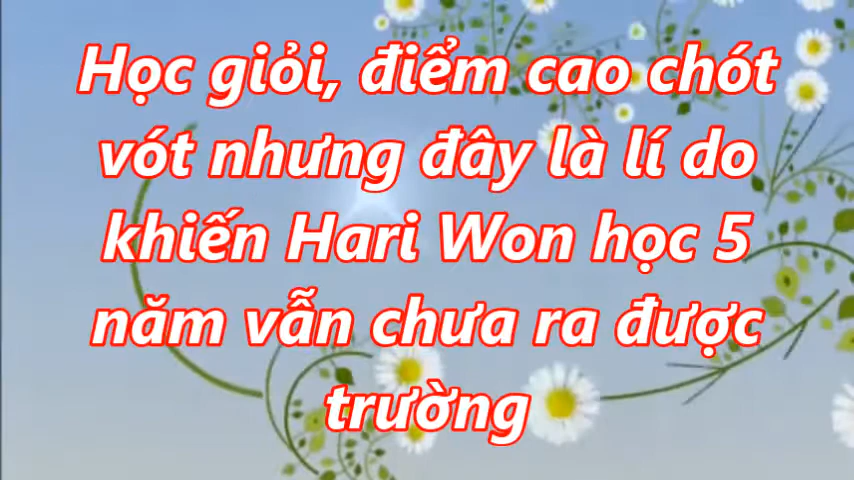 Học giỏi, điểm cao chót
vót nhưng đây là lí do
khiến Hari Won học 5
năm vẫn chưa ra được
trường